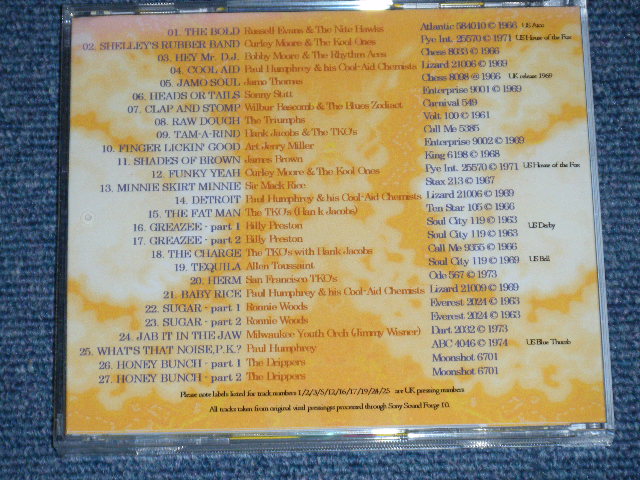 01. THE BOLD Russell Evans & The Nite Hawks Atlantic 584010 © 1966 US Atco
02. SHELLEY'S RUBBER BAND Curley Moore & The Kool Ones Pye Int. 25570 © 1971 US House of the Fox
03. HEY Mr. D.J. Bobby Moore & The Rhythm Aces Chess 8033 © 1966
04. COOL AID Paul Humphrey & his Cool-Aid Chemists Lizard 21006 © 1969
05. JAMO SOUL Jamo Thomas Chess 8098 © 1966 UK release 1969
06. HEADS OR TAILS Sonny Stitt Enterprise 9001 © 1969
07. CLAP AND STOMP Wilbur Bascomb & The Blues Zodiact Carnival 549
08. RAW DOUGH The Triumphs Volt 100 © 1961
09. TAM-A-RIND Hank Jacobs & The TKO's Call Me 5385
10. FINGER LICKIN' GOOD Art Jerry Miller Enterprise 9002 © 1969
11. SHADES OF BROWN James Brown King 6198 © 1968
12. FUNKY YEAH Curley Moore & The Kool Ones Pye Int. 25570 © 1971 US House of the Fox
13. MINNIE SKIRT MINNIE Sir Mack Rice Stax 213 © 1967
14. DETROIT Paul Humphrey & his Cool-Aid Chemists Lizard 21006 © 1969
15. THE FAT MAN The TKO's (Han k Jacobs) Ten Star 105 © 1966
16. GREAZEE - part 1 Billy Preston Soul City 119 © 1963 US Derby
17. GREAZEE - part 2 Billy Preston Soul City 119 © 1963
18. THE CHARGE The TKO's with Hank Jacobs Call Me 9355 © 1966
19. TEQUILA Allen Toussaint Soul City 119 © 1969 US Bell
20. HERM San Francisco TKO's Ode 567 © 1973
21. BABY RICE Paul Humphrey & his Cool-Aid Chemists Lizard 21009 © 1969
22. SUGAR - part 1 Ronnie Woods Everest 2024 © 1963
23. SUGAR - part 2 Ronnie Woods Everest 2024 © 1963
24. JAB IT IN THE JAW Milwaukee Youth Orch (Jimmy Wisner) Dart 2032 © 1973
25. WHAT'S THAT NOISE, P.K.? Paul Humphrey ABC 4046 © 1974 US Blue Thumb
26. HONEY BUNCH - part 1 The Drippers Moonshot 6701
27. HONEY BUNCH - part 2 The Drippers Moonshot 6701
Please note labels listed for track numbers 1/2/3/5/12/16/17/19/24/25 are UK pressing numbers
All tracks taken from original vinyl pressings processed through Sony Sound Forge 10.